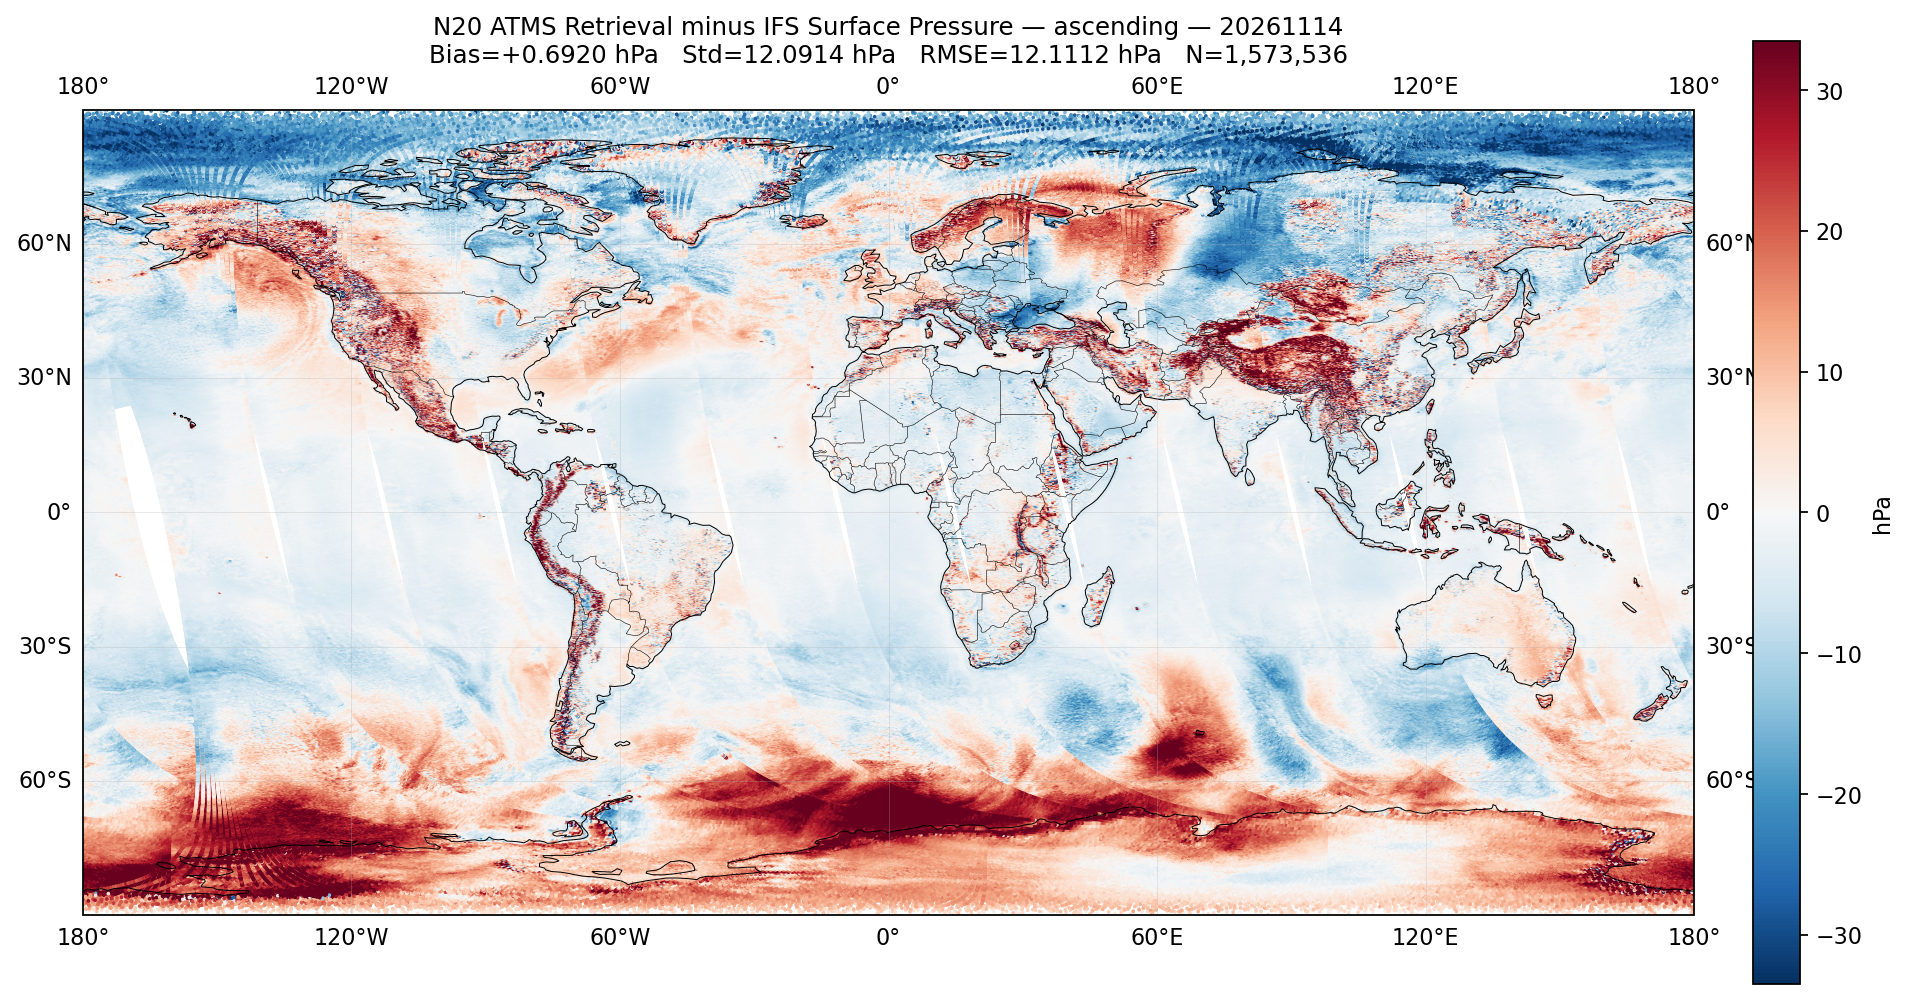 N20 ATMS Retrieval minus IFS Surface Pressure — ascending — 20261114
Bias=+0.6920 hPa   Std=12.0914 hPa   RMSE=12.1112 hPa   N=1,573,536
180° 120°W 60°W 0° 60°E 120°E 180°
60°N 60°N
30°N 30°N
0° 0°
30°S 30°S
60°S 60°S
180° 120°W 60°W 0° 60°E 120°E 180°
30
20
10
0
−10
−20
−30
hPa